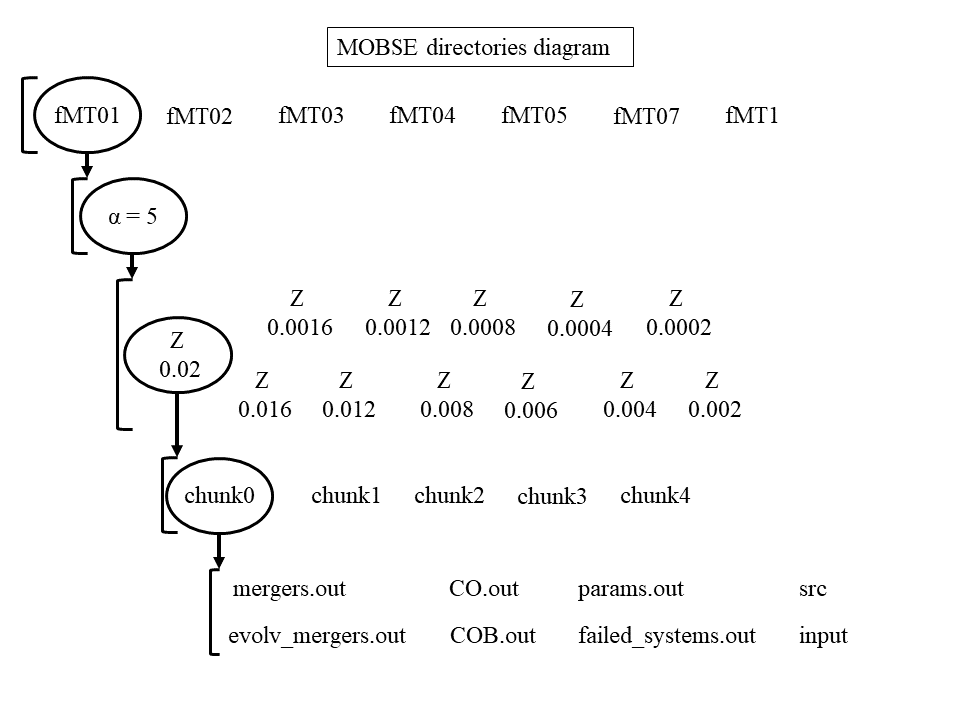 MOBSE directories diagram
fMT01 fMT02 fMT03 fMT04 fMT05 fMT07 fMT1
α = 5
Z Z Z Z Z
0.0016 0.0012 0.0008 0.0004 0.0002
Z
0.02
Z Z Z Z Z Z
0.016 0.012 0.008 0.006 0.004 0.002
chunk0 chunk1 chunk2 chunk3 chunk4
mergers.out CO.out params.out src
evolv_mergers.out COB.out failed_systems.out input